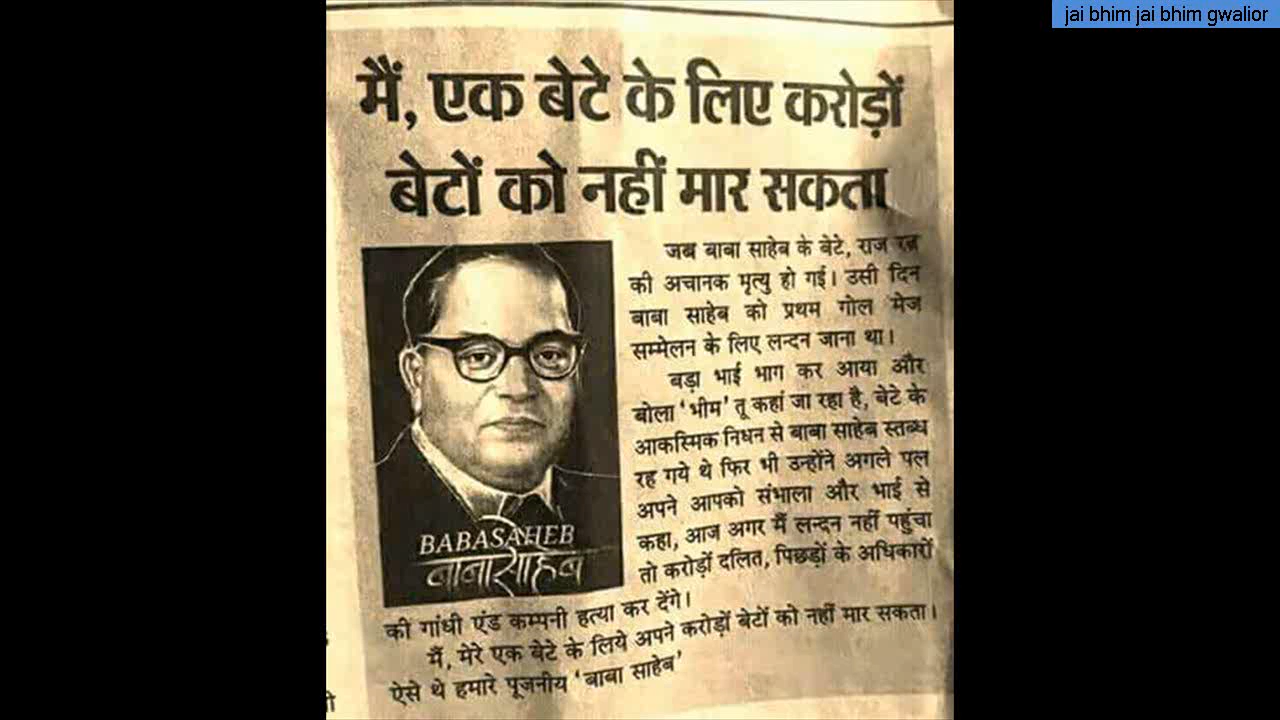 jai bhim jai bhim gwalior
मैं, एक बेटे के लिए करोड़ों
बेटों को नहीं मार सकता
जब बाबा साहेब के बेटे, राज रत्न
की अचानक मृत्यु हो गई। उसी दिन
बाबा साहेब को प्रथम गोल मेज
सम्मेलन के लिए लन्दन जाना था।
बड़ा भाई भाग कर आया और
बोला ‘भीम’ तू कहां जा रहा है, बेटे के
आकस्मिक निधन से बाबा साहेब स्तब्ध
रह गये थे फिर भी उन्होंने अगले पल
अपने आपको संभाला और भाई से
कहा, आज अगर मैं लन्दन नहीं पहुंचा
तो करोड़ों दलित, पिछड़ों के अधिकारों
की गांधी एंड कम्पनी हत्या कर देंगे।
मैं, मेरे एक बेटे के लिये अपने करोड़ों बेटों को नहीं मार सकता।
ऐसे थे हमारे पूजनीय ‘बाबा साहेब’
BABASAHEB
बाबासाहेब